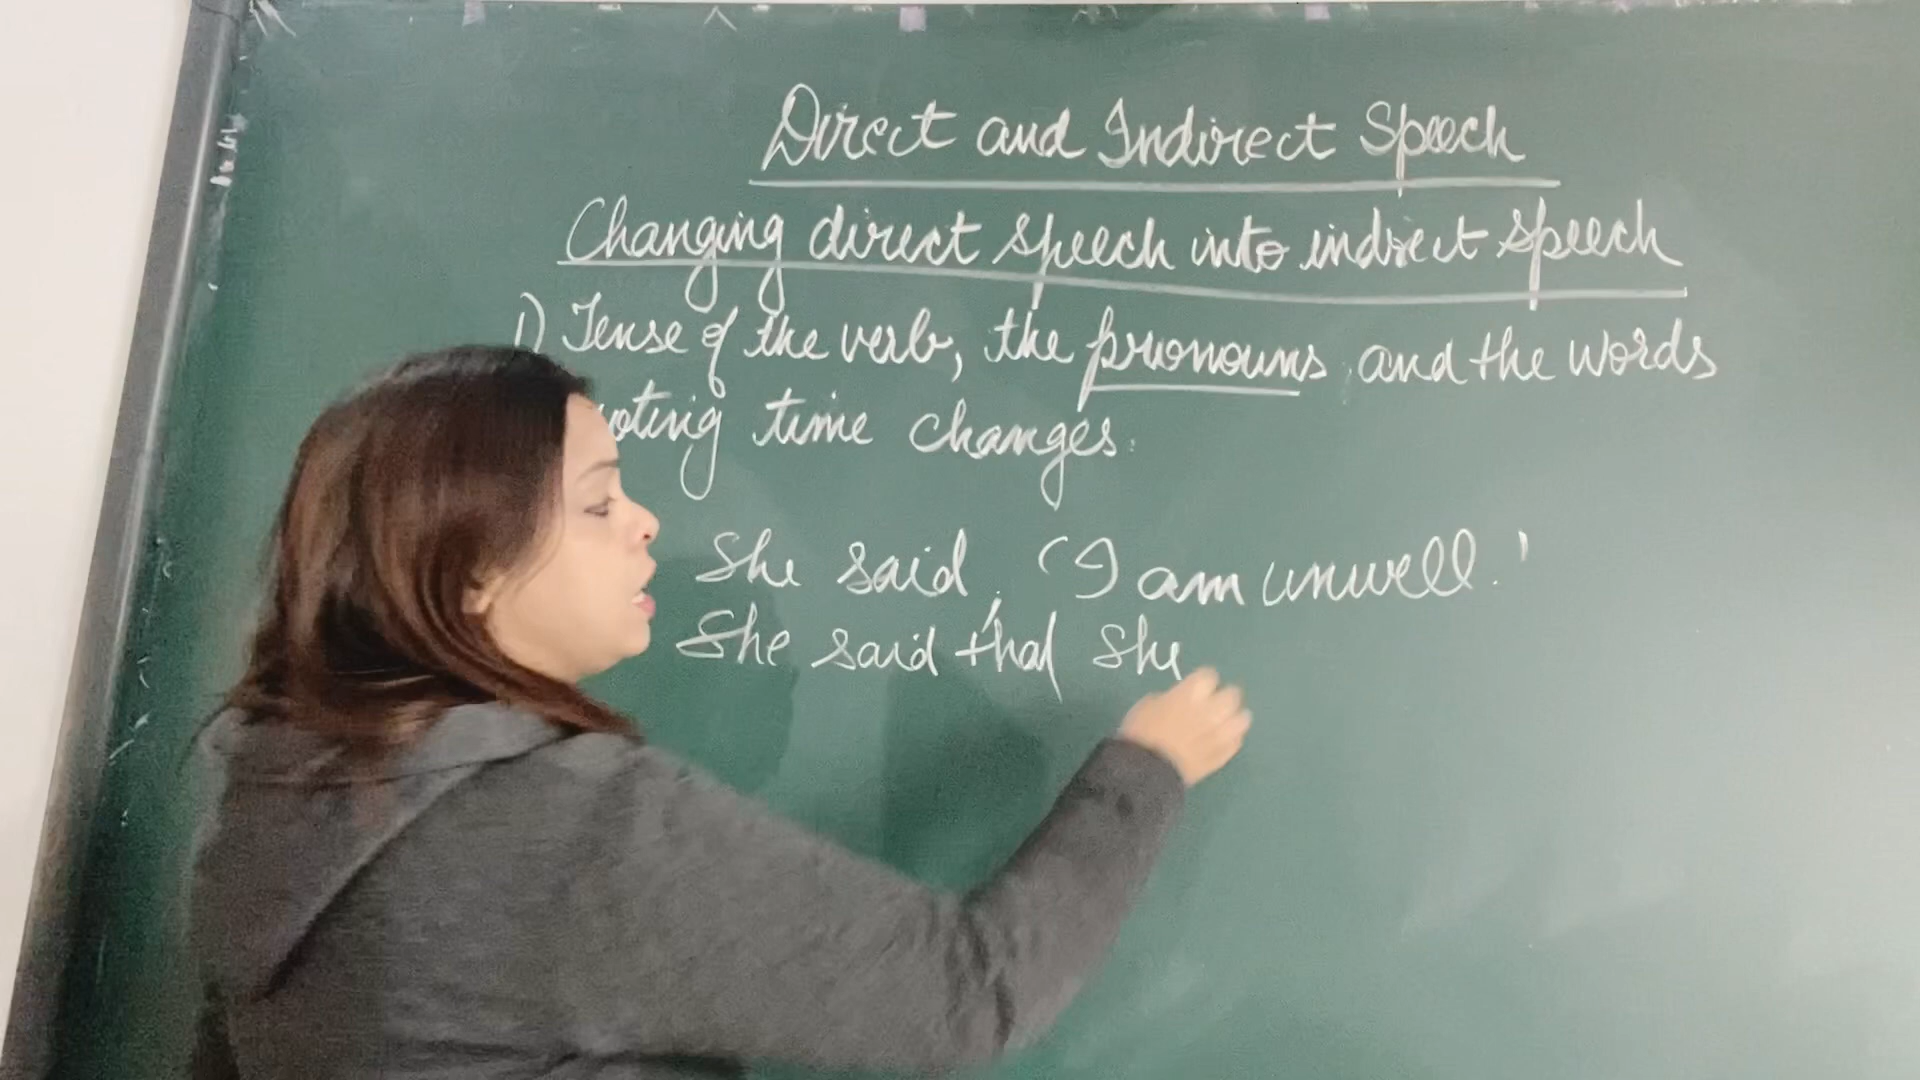 Direct and Indirect Speech
Changing direct speech into indirect speech
1) Tense of the verb, the pronouns and the words
oting time changes.
She said, 'I am unwell.'
She said that she